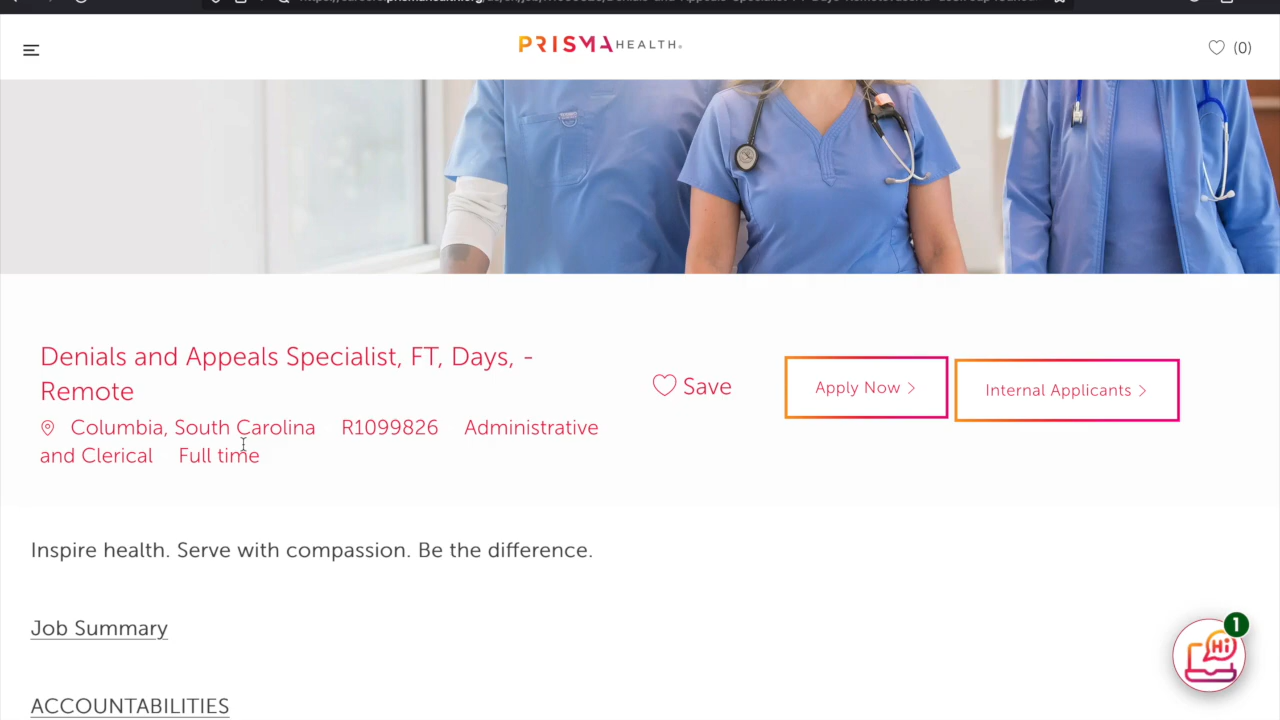 PRISMA HEALTH®
(0)
Denials and Appeals Specialist, FT, Days, -
Remote
Columbia, South Carolina R1099826 Administrative
and Clerical Full time
Save
Apply Now >
Internal Applicants >
Inspire health. Serve with compassion. Be the difference.
Job Summary
ACCOUNTABILITIES
1
Hi